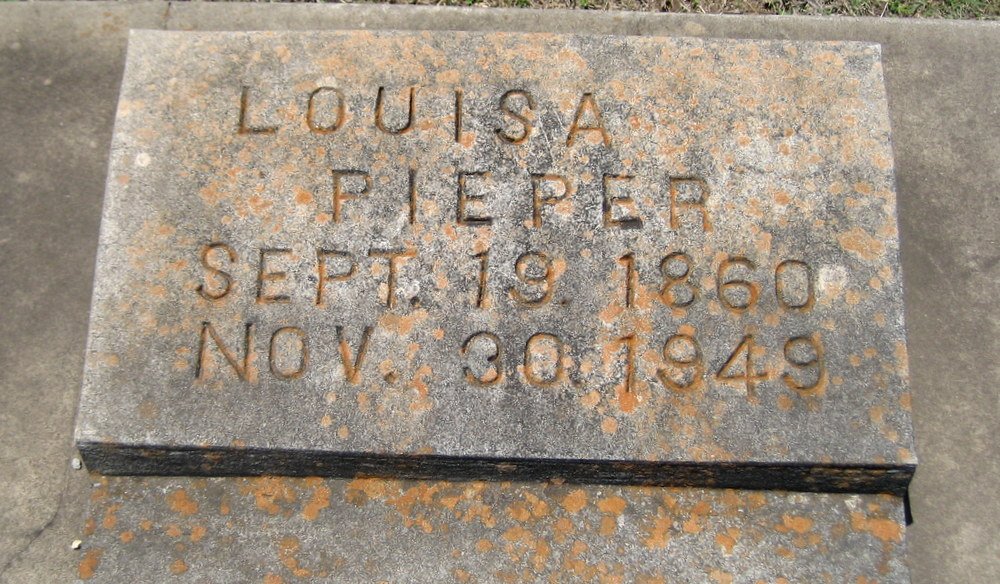 LOUISA
PIEPER
SEPT. 19. 1860
NOV. 30. 1949